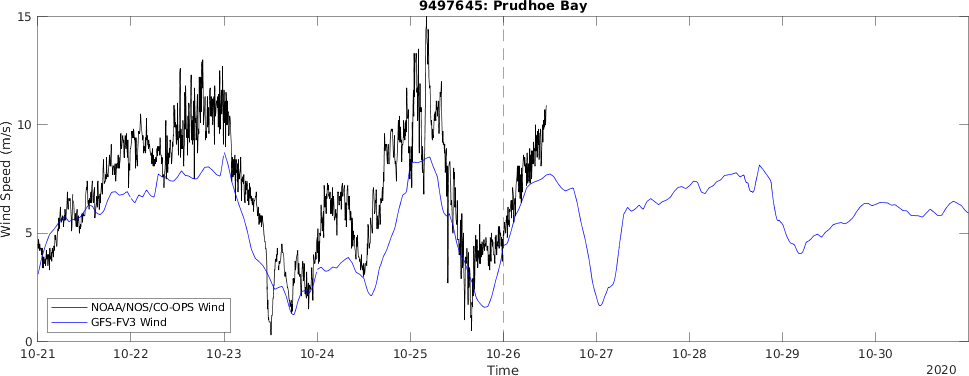 9497645: Prudhoe Bay
15
10
5
0
Wind Speed (m/s)
NOAA/NOS/CO-OPS Wind
GFS-FV3 Wind
10-21 10-22 10-23 10-24 10-25 10-26 10-27 10-28 10-29 10-30
Time
2020